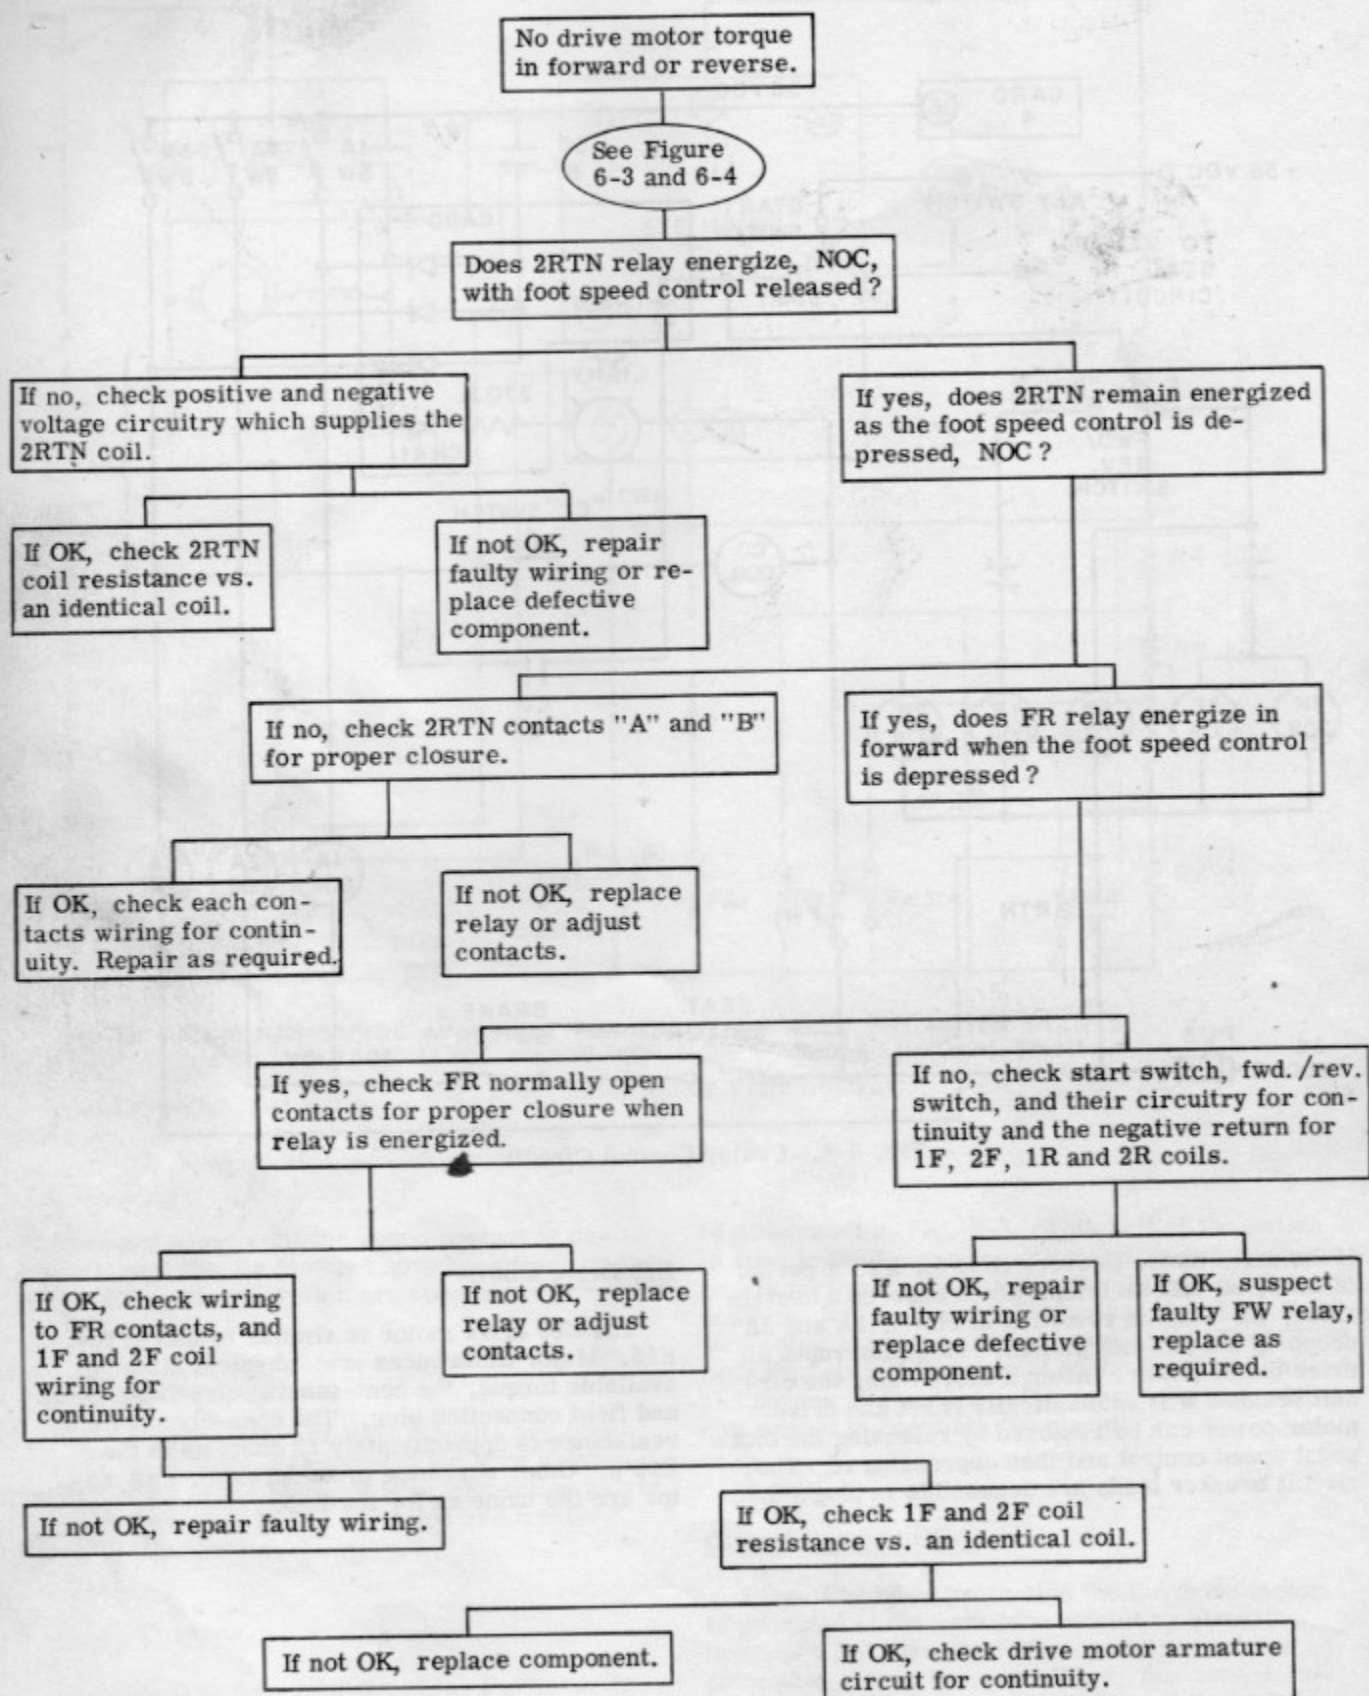 No drive motor torque
in forward or reverse.
See Figure
6-3 and 6-4
Does 2RTN relay energize, NOC,
with foot speed control released?
If no, check positive and negative
voltage circuitry which supplies the
2RTN coil.
If yes, does 2RTN remain energized
as the foot speed control is de-
pressed, NOC?
If OK, check 2RTN
coil resistance vs.
an identical coil.
If not OK, repair
faulty wiring or re-
place defective
component.
If no, check 2RTN contacts "A" and "B"
for proper closure.
If yes, does FR relay energize in
forward when the foot speed control
is depressed?
If OK, check each con-
tacts wiring for contin-
uity. Repair as required.
If not OK, replace
relay or adjust
contacts.
If yes, check FR normally open
contacts for proper closure when
relay is energized.
If no, check start switch, fwd./rev.
switch, and their circuitry for con-
tinuity and the negative return for
1F, 2F, 1R and 2R coils.
If OK, check wiring
to FR contacts, and
1F and 2F coil
wiring for
continuity.
If not OK, replace
relay or adjust
contacts.
If not OK, repair
faulty wiring or
replace defective
component.
If OK, suspect
faulty FW relay,
replace as
required.
If not OK, repair faulty wiring.
If OK, check 1F and 2F coil
resistance vs. an identical coil.
If not OK, replace component.
If OK, check drive motor armature
circuit for continuity.